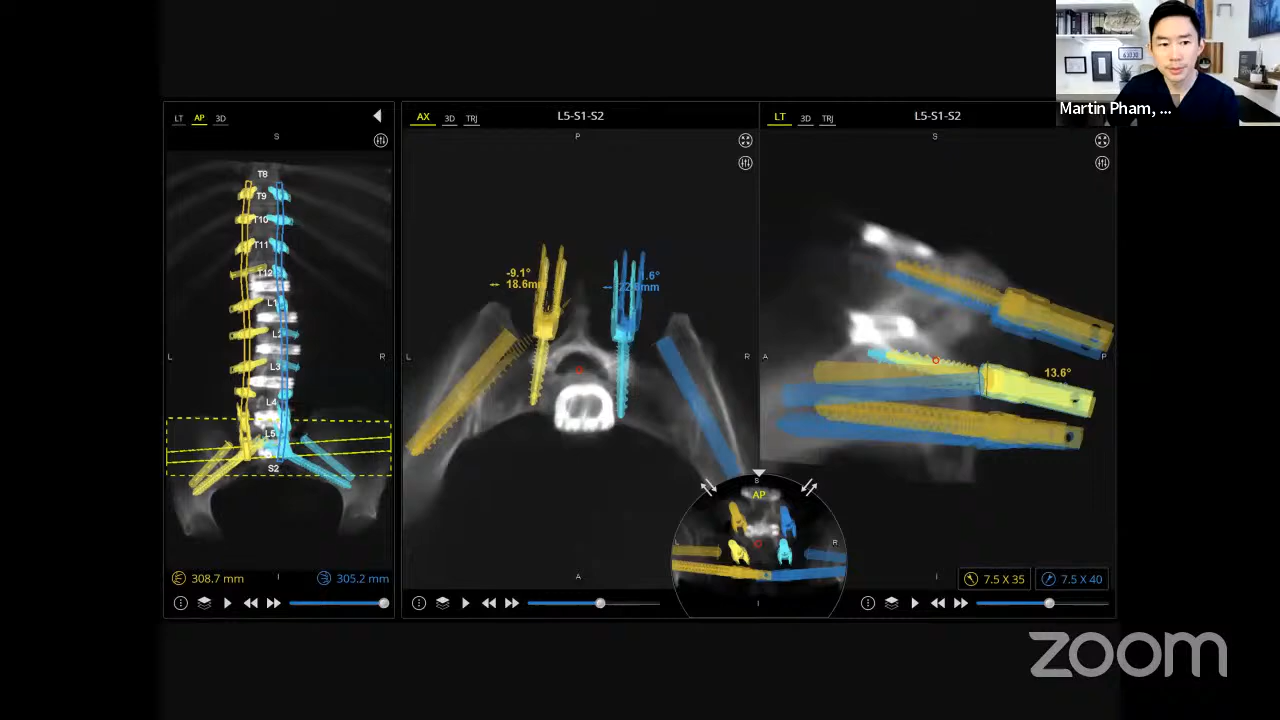 Martin Pham, ...
LT AP 3D
S
T8
T9
T10
T11
T12
L1
L2
L3
L4
L5
S2
L R
308.7 mm
I
305.2 mm
AX 3D TRJ
L5-S1-S2
P
-9.1°
18.6mm
L R
A
LT 3D TRJ
L5-S1-S2
S
A P
13.6°
S
AP
R
I
I
7.5 X 35
7.5 X 40
zoom